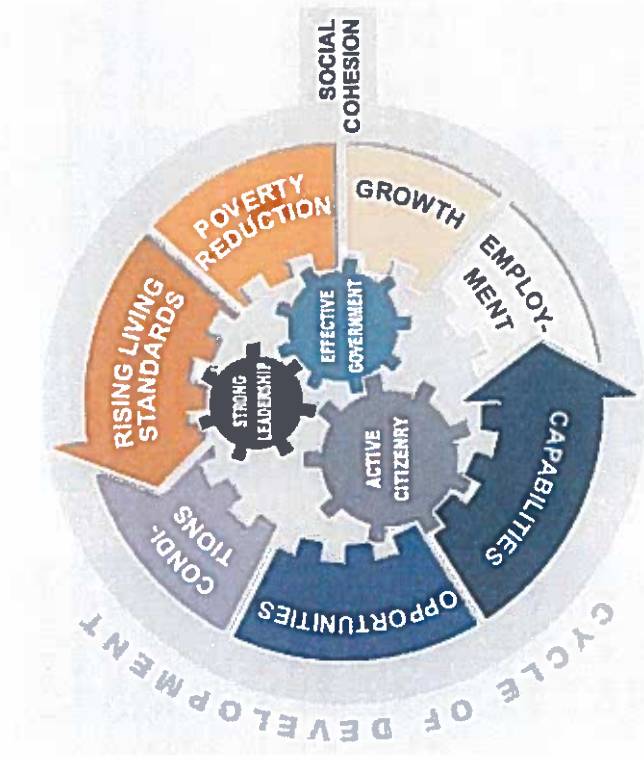 CYCLE OF DEVELOPMENT
OPPORTUNITIES
CONDI-
TIONS
RISING LIVING
STANDARDS
POVERTY
REDUCTION
GROWTH
EMPLOY-
MENT
CAPABILITIES
SOCIAL
COHESION
STRONG
LEADERSHIP
EFFECTIVE
GOVERNMENT
ACTIVE
CITIZENRY